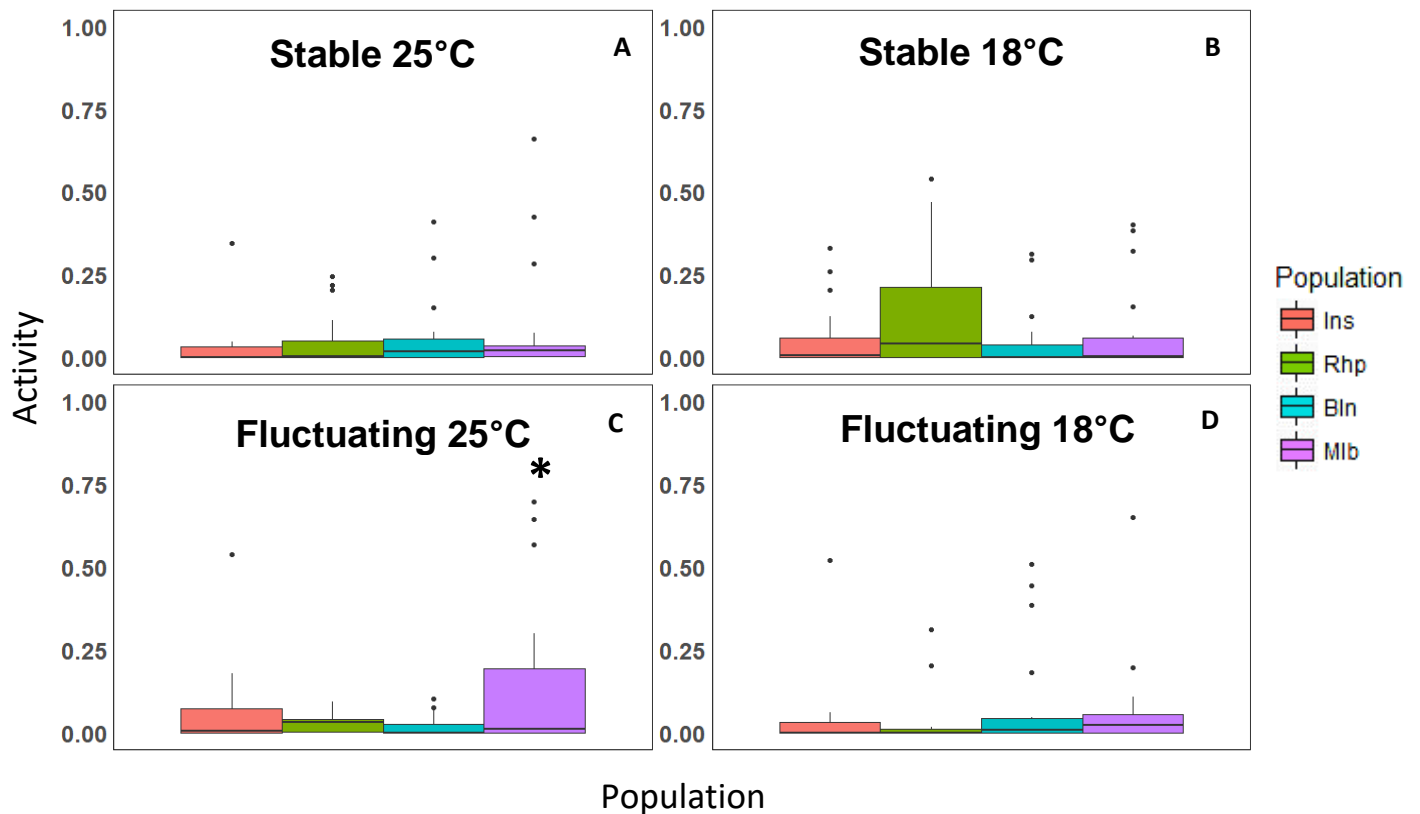 1.00
0.75
0.50
0.25
0.00
Stable 25°C
A
1.00
0.75
0.50
0.25
0.00
Stable 18°C
B
Activity
1.00
0.75
0.50
0.25
0.00
Fluctuating 25°C
C
*
1.00
0.75
0.50
0.25
0.00
Fluctuating 18°C
D
Population
Population
Ins
Rhp
Bln
Mlb